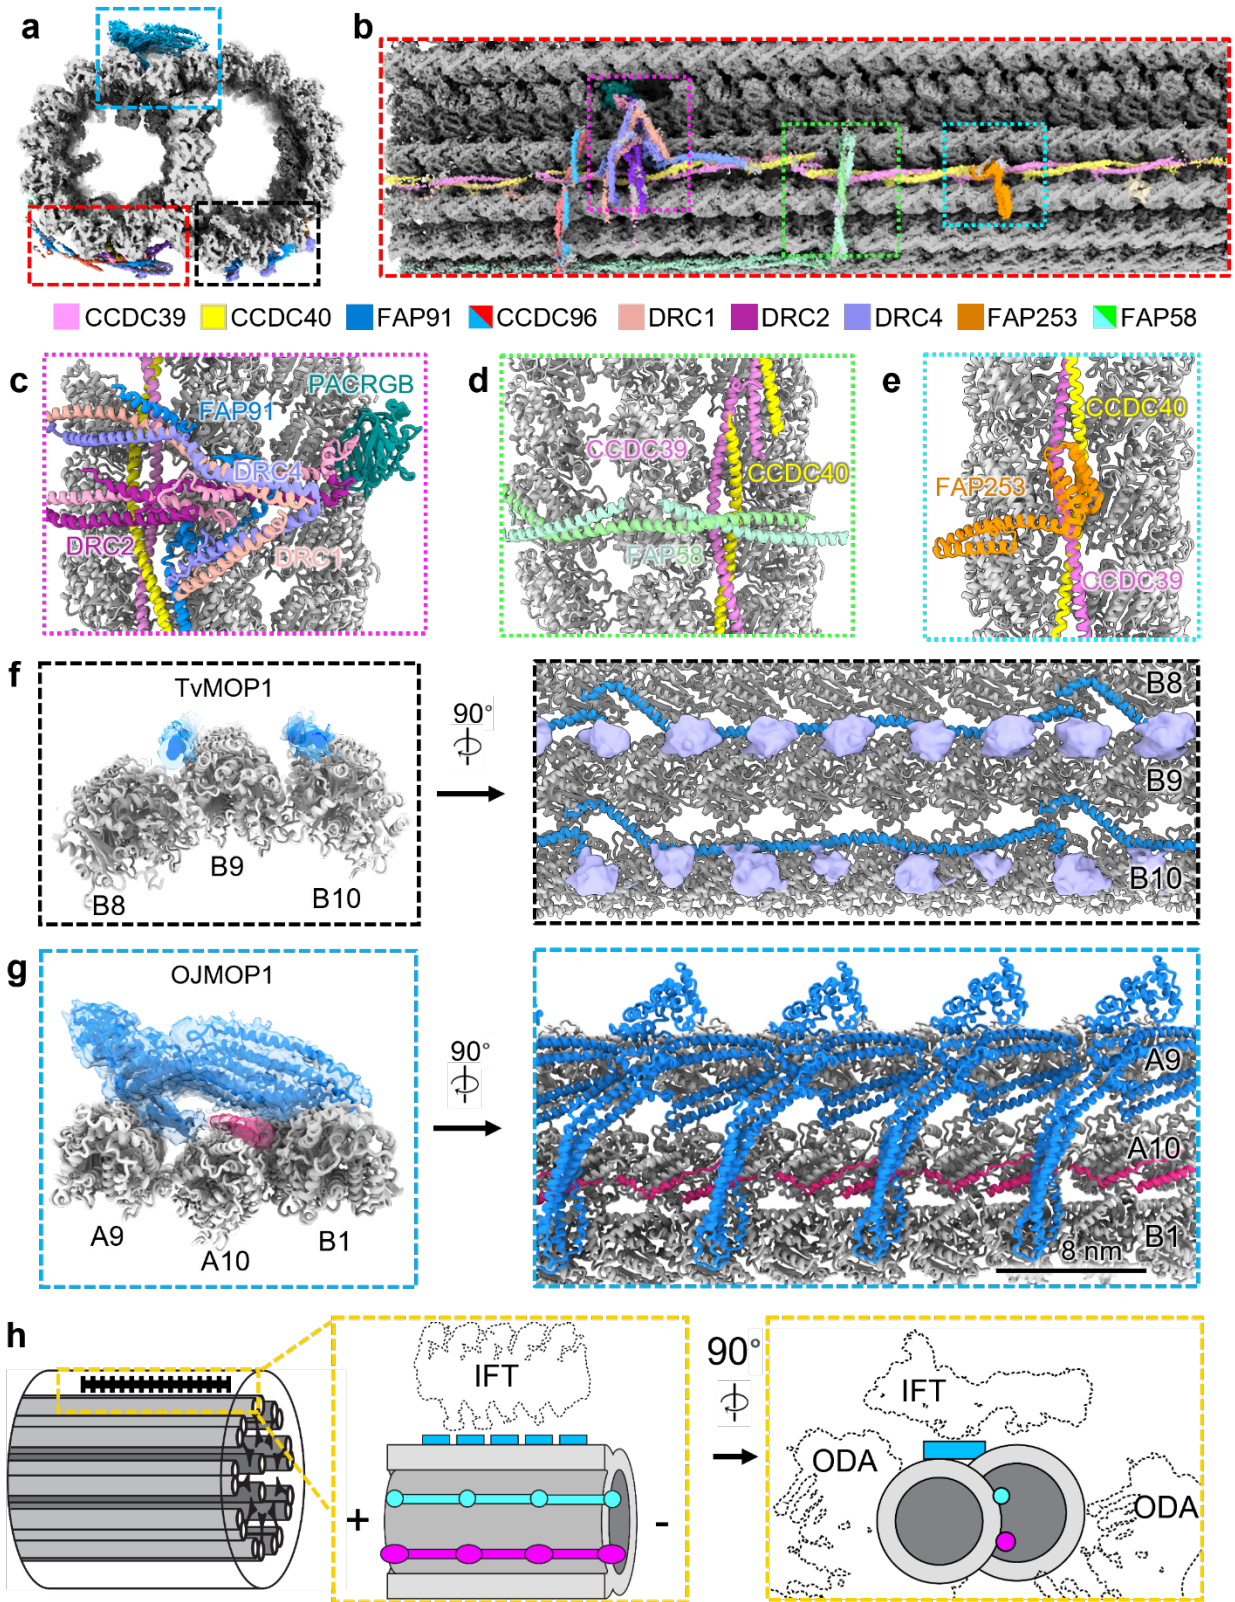 a
b
CCDC39 CCDC40 FAP91 CCDC96 DRC1 DRC2 DRC4 FAP253 FAP58
c
PACRGB
FAP91
DRC4
DRC2
DRC1
d
CCDC39
CCDC40
FAP58
e
CCDC40
FAP253
CCDC39
f
TvMOP1
B8
B9
B10
90°
B8
B9
B10
g
OJMOP1
A9
A10
B1
90°
A9
A10
B1
8 nm
h
IFT
+
-
90°
IFT
ODA
ODA